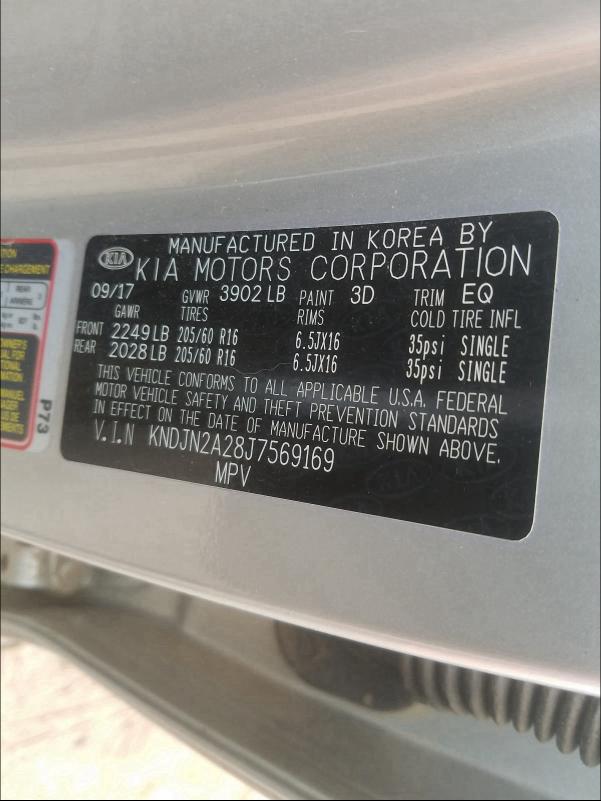 KIA
MANUFACTURED IN KOREA BY
KIA MOTORS CORPORATION
09/17 GVWR 3902 LB PAINT 3D TRIM EQ
GAWR TIRES RIMS COLD TIRE INFL
FRONT 2249 LB 205/60 R16 6.5JX16 35psi SINGLE
REAR 2028 LB 205/60 R16 6.5JX16 35psi SINGLE
THIS VEHICLE CONFORMS TO ALL APPLICABLE U.S.A. FEDERAL
MOTOR VEHICLE SAFETY AND THEFT PREVENTION STANDARDS
IN EFFECT ON THE DATE OF MANUFACTURE SHOWN ABOVE.
V.I.N KNDJN2A28J7569169
MPV
REAR
P73